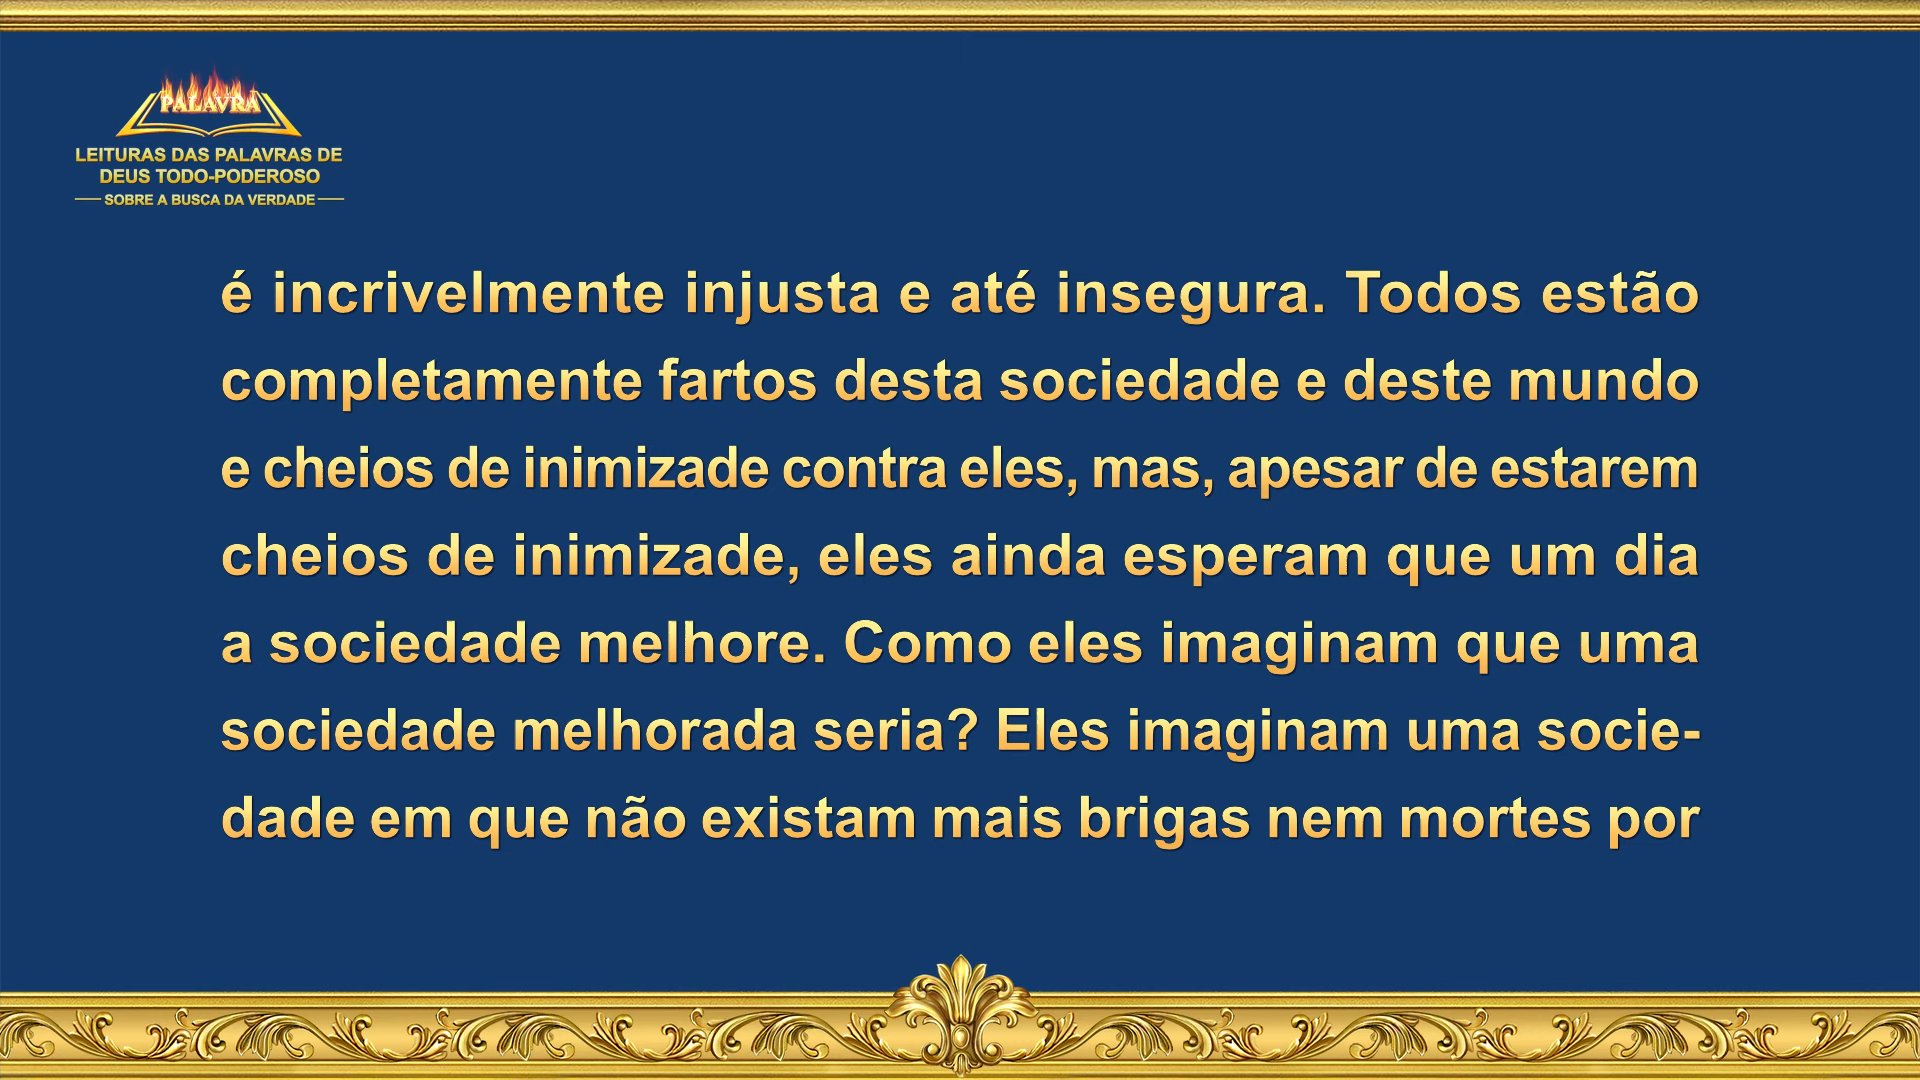 PALAVRA
LEITURAS DAS PALAVRAS DE
DEUS TODO-PODEROSO
SOBRE A BUSCA DA VERDADE
é incrivelmente injusta e até insegura. Todos estão
completamente fartos desta sociedade e deste mundo
e cheios de inimizade contra eles, mas, apesar de estarem
cheios de inimizade, eles ainda esperam que um dia
a sociedade melhore. Como eles imaginam que uma
sociedade melhorada seria? Eles imaginam uma socie-
dade em que não existam mais brigas nem mortes por